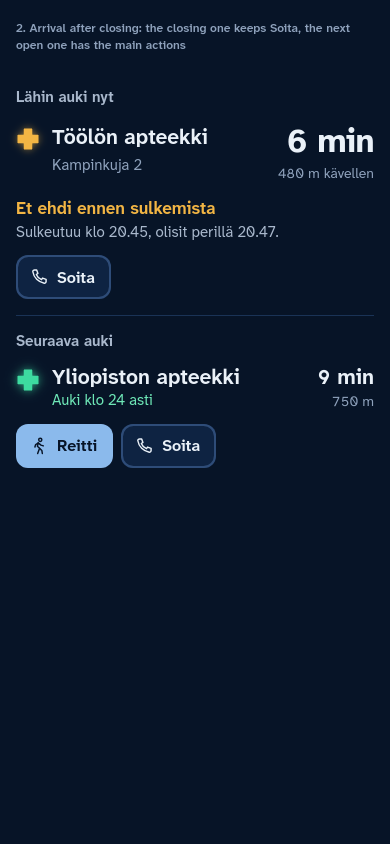 2. Arrival after closing: the closing one keeps Soita, the next
open one has the main actions
Lähin auki nyt
Töölön apteekki
6 min
Kampinkuja 2
480 m kävellen
Et ehdi ennen sulkemista
Sulkeutuu klo 20.45, olisit perillä 20.47.
Soita
Seuraava auki
Yliopiston apteekki
9 min
Auki klo 24 asti
750 m
Reitti
Soita